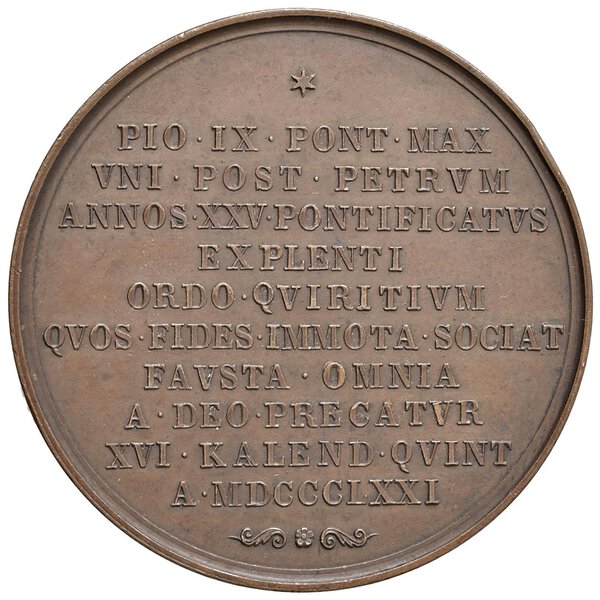 PIO · IX · PONT · MAX
VNI · POST · PETRVM
ANNOS · XXV · PONTIFICATVS
EXPLENTI
ORDO · QVIRITIVM
QVOS · FIDES · IMMOTA · SOCIAT
FAVSTA · OMNIA
A · DEO · PRECATVR
XVI · KALEND · QVINT
A · MDCCCLXXI